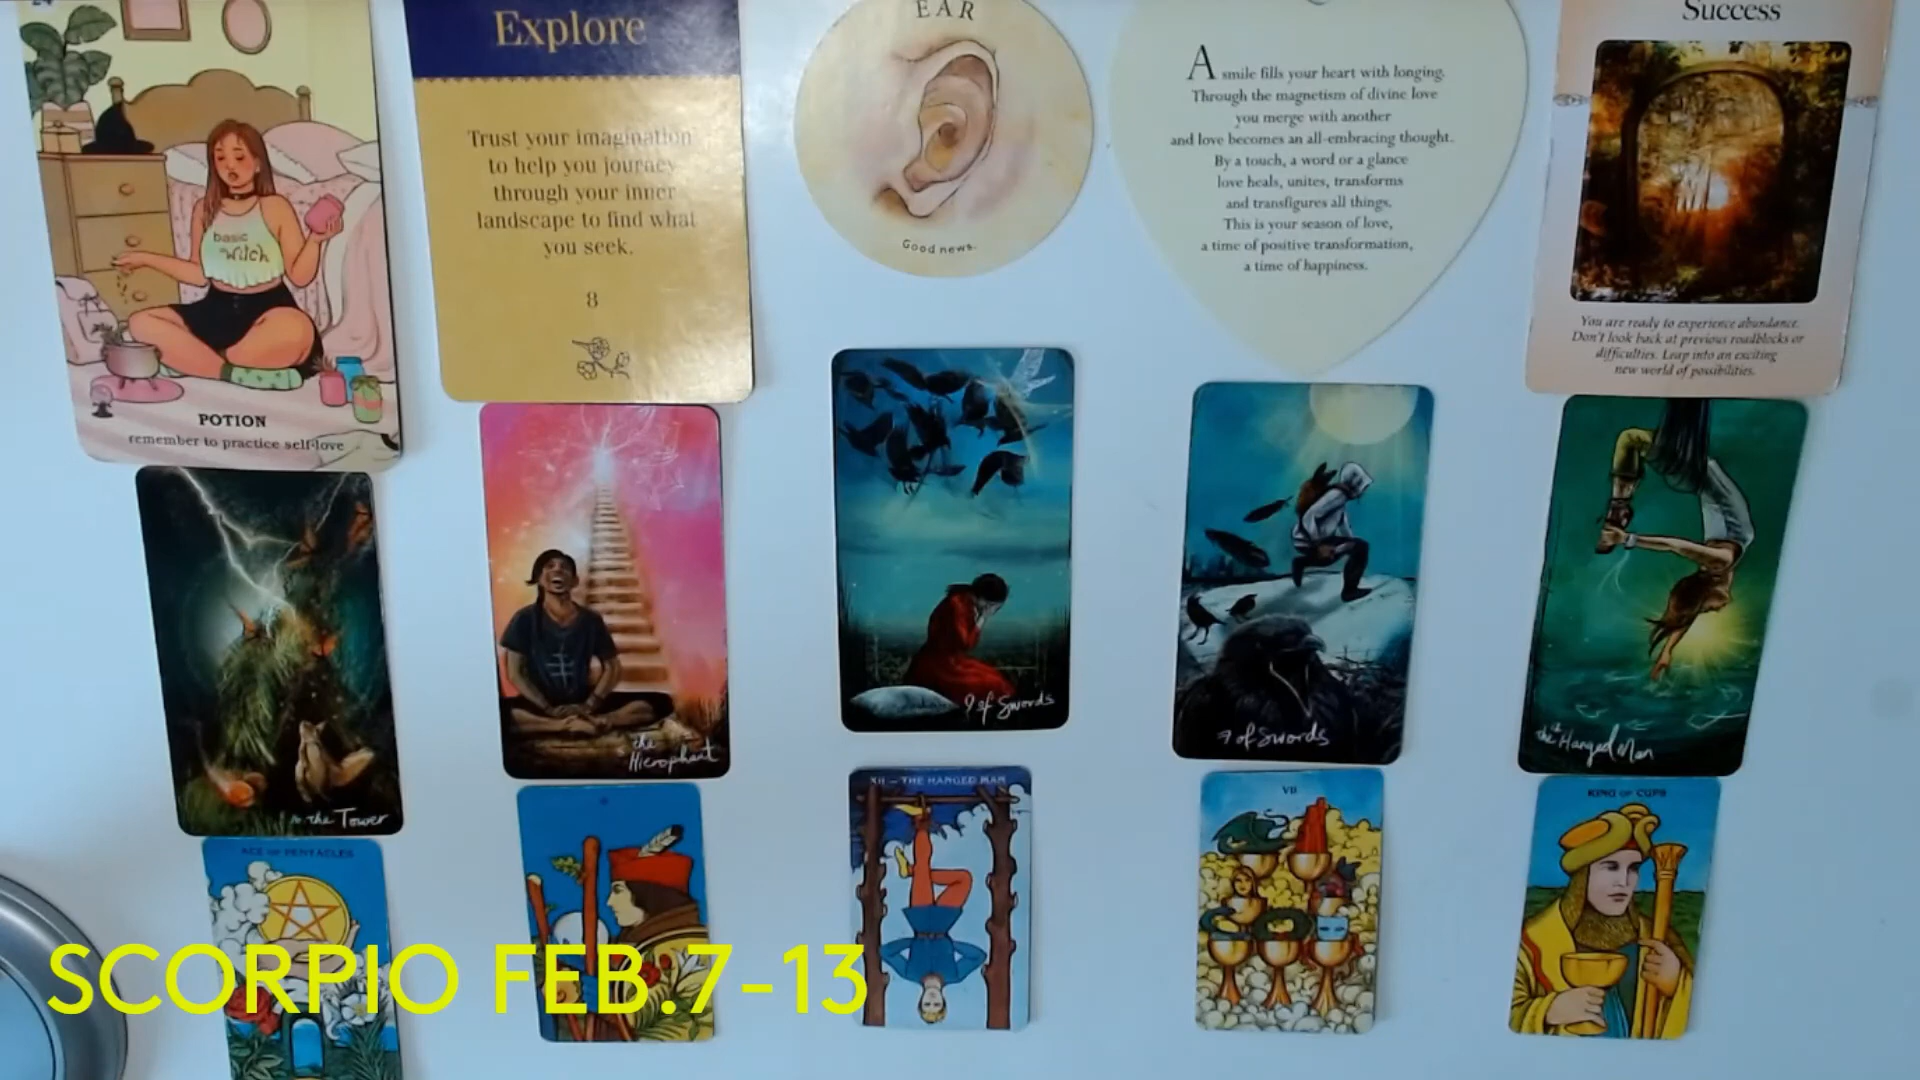 24
basic
witch
POTION
remember to practice self-love
Explore
Trust your imagination
to help you journey
through your inner
landscape to find what
you seek.
8
EAR
Good news.
A smile fills your heart with longing.
Through the magnetism of divine love
you merge with another
and love becomes an all-embracing thought.
By a touch, a word or a glance
love heals, unites, transforms
and transfigures all things.
This is your season of love,
a time of positive transformation,
a time of happiness.
Success
You are ready to experience abundance.
Don't look back at previous roadblocks or
difficulties. Leap into an exciting
new world of possibilities.
the Tower
the
Hierophant
9 of Swords
7 of Swords
the Hanged Man
ACE OF PENTACLES
XII — THE HANGED MAN
VII
KING OF CUPS
SCORPIO FEB.7-13